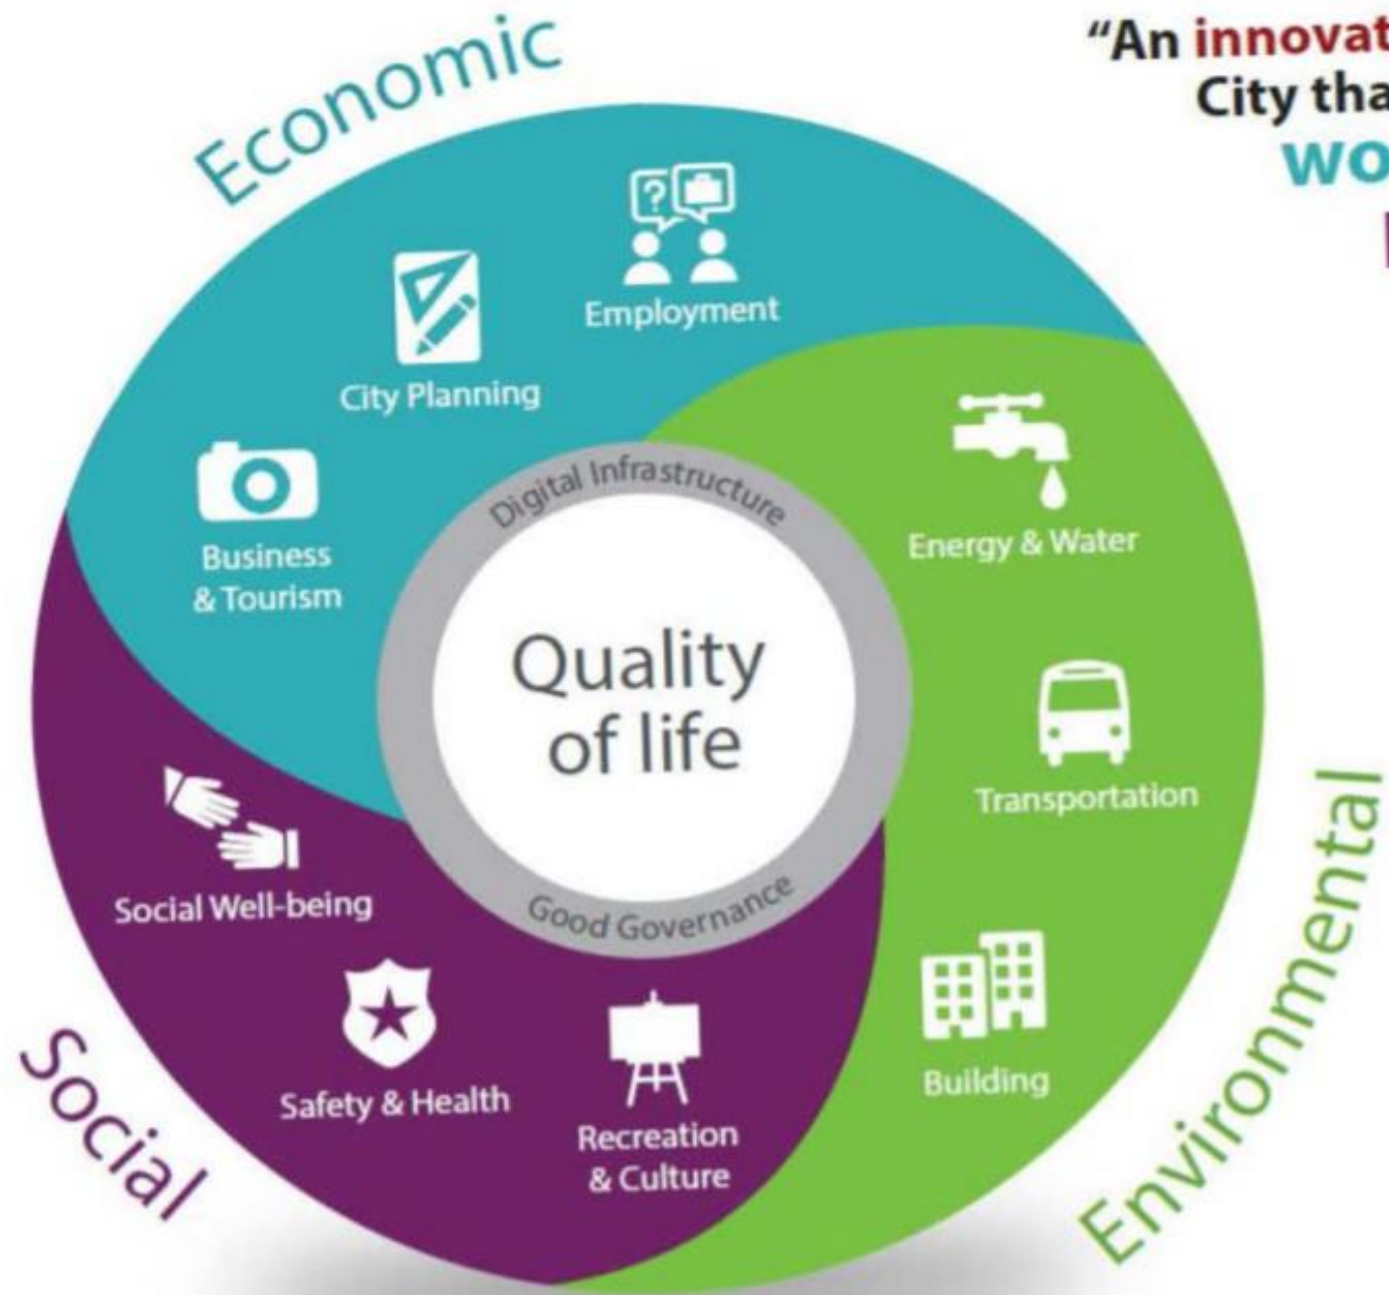 Economic
"An innovat
City tha
wo
Employment
City Planning
Business
& Tourism
Digital Infrastructure
Energy & Water
Quality
of life
Transportation
Good Governance
Social Well-being
Safety & Health
Recreation
& Culture
Building
Social
Environmental